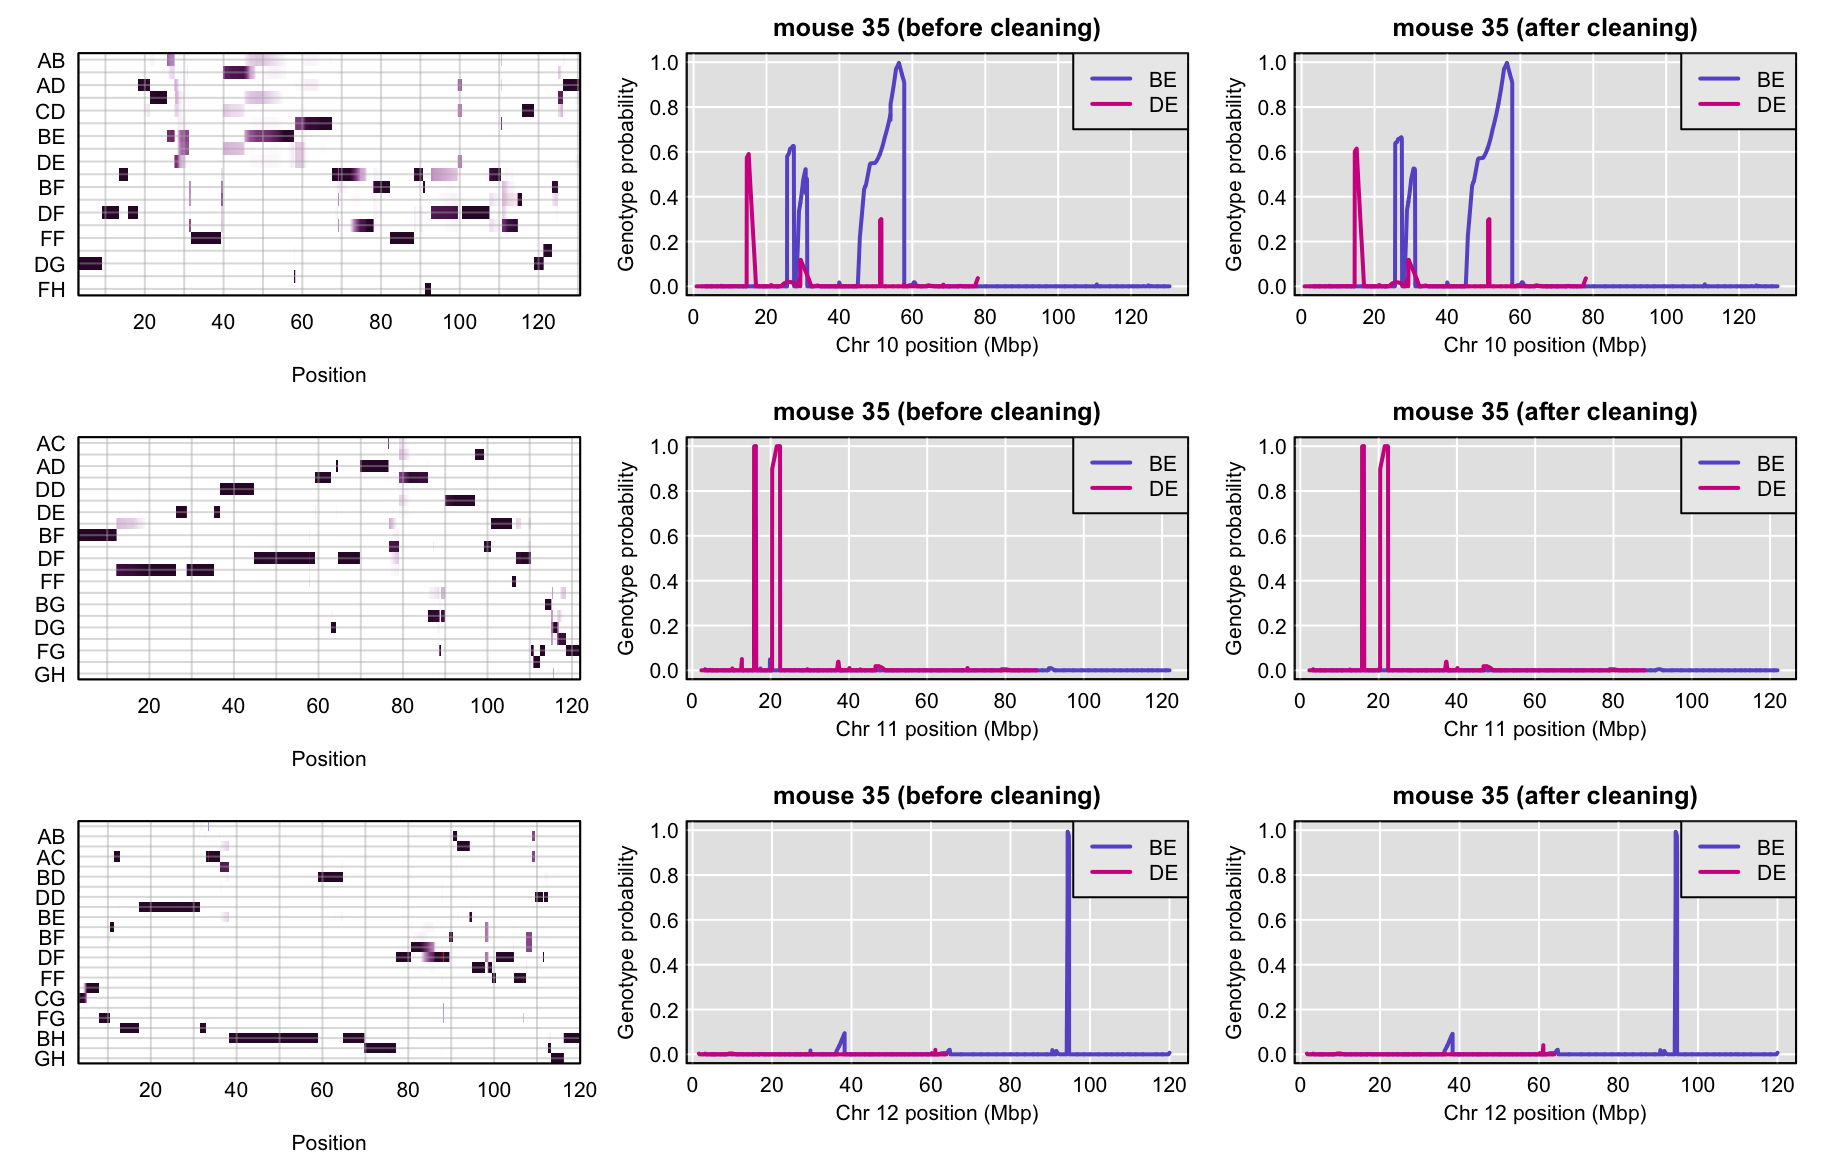 AB
AD
CD
BE
DE
BF
DF
FF
DG
FH
20 40 60 80 100 120
Position
mouse 35 (before cleaning)
Genotype probability
1.0
0.8
0.6
0.4
0.2
0.0
BE
DE
0 20 40 60 80 100 120
Chr 10 position (Mbp)
mouse 35 (after cleaning)
Genotype probability
1.0
0.8
0.6
0.4
0.2
0.0
BE
DE
0 20 40 60 80 100 120
Chr 10 position (Mbp)
AC
AD
DD
DE
BF
DF
FF
BG
DG
FG
GH
20 40 60 80 100 120
Position
mouse 35 (before cleaning)
Genotype probability
1.0
0.8
0.6
0.4
0.2
0.0
BE
DE
0 20 40 60 80 100 120
Chr 11 position (Mbp)
mouse 35 (after cleaning)
Genotype probability
1.0
0.8
0.6
0.4
0.2
0.0
BE
DE
0 20 40 60 80 100 120
Chr 11 position (Mbp)
AB
AC
BD
DD
BE
BF
DF
FF
CG
FG
BH
GH
20 40 60 80 100 120
Position
mouse 35 (before cleaning)
Genotype probability
1.0
0.8
0.6
0.4
0.2
0.0
BE
DE
0 20 40 60 80 100 120
Chr 12 position (Mbp)
mouse 35 (after cleaning)
Genotype probability
1.0
0.8
0.6
0.4
0.2
0.0
BE
DE
0 20 40 60 80 100 120
Chr 12 position (Mbp)